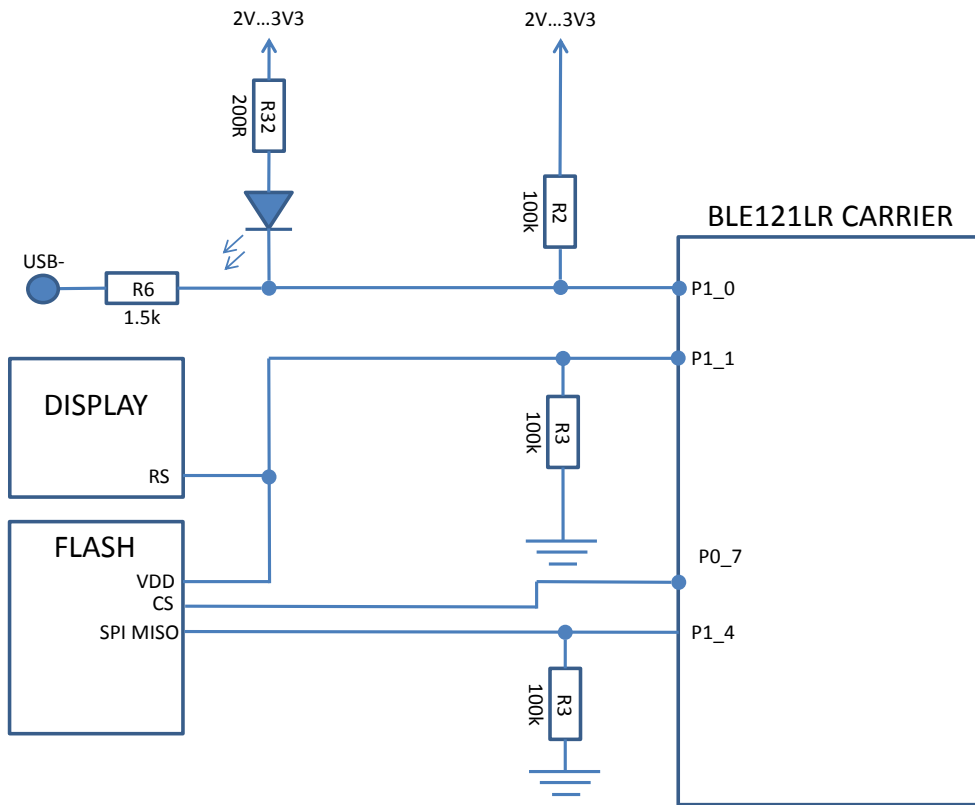 2V...3V3
2V...3V3
R32
200R
R2
100k
BLE121LR CARRIER
USB-
R6
1.5k
P1_0
P1_1
DISPLAY
RS
R3
100k
FLASH
VDD
CS
SPI MISO
P0_7
P1_4
R3
100k